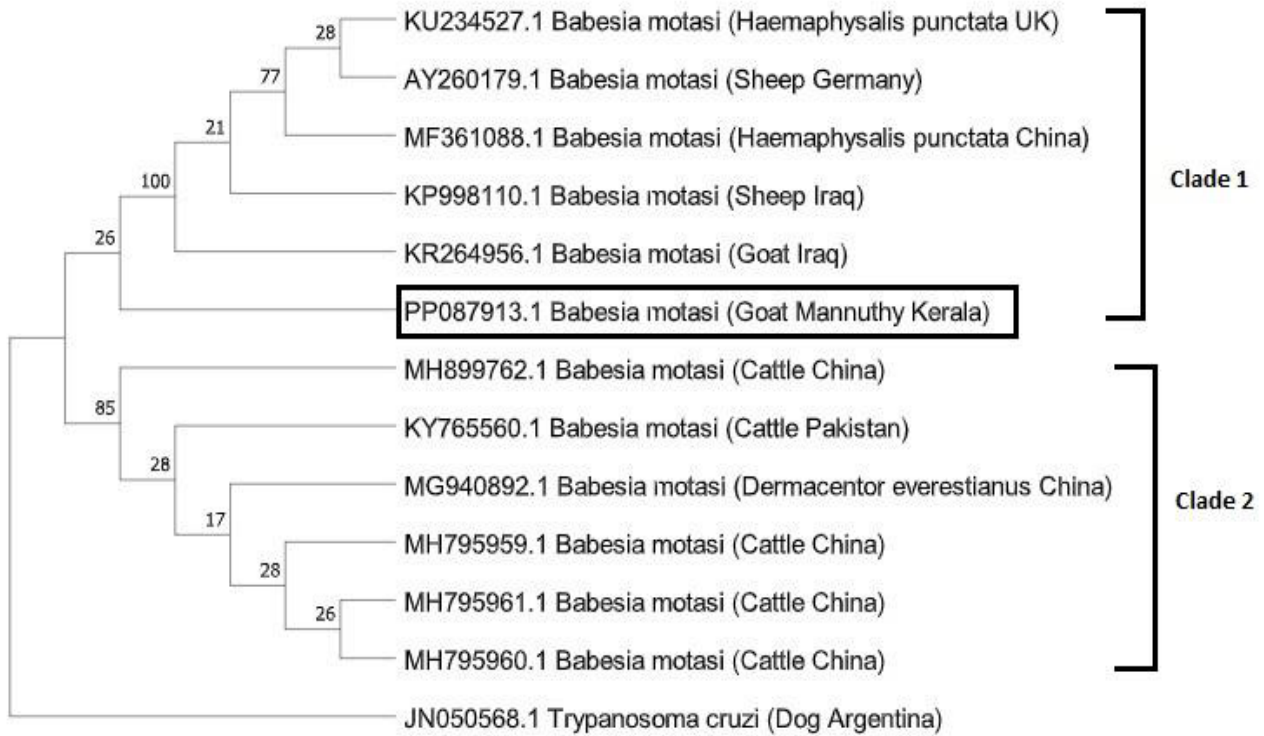 KU234527.1 Babesia motasi (Haemaphysalis punctata UK)
28
AY260179.1 Babesia motasi (Sheep Germany)
77
MF361088.1 Babesia motasi (Haemaphysalis punctata China)
21
Clade 1
KP998110.1 Babesia motasi (Sheep Iraq)
100
KR264956.1 Babesia motasi (Goat Iraq)
26
PP087913.1 Babesia motasi (Goat Mannuthy Kerala)
MH899762.1 Babesia motasi (Cattle China)
85
KY765560.1 Babesia motasi (Cattle Pakistan)
28
MG940892.1 Babesia motasi (Dermacentor everestianus China)
Clade 2
17
MH795959.1 Babesia motasi (Cattle China)
28
MH795961.1 Babesia motasi (Cattle China)
26
MH795960.1 Babesia motasi (Cattle China)
JN050568.1 Trypanosoma cruzi (Dog Argentina)